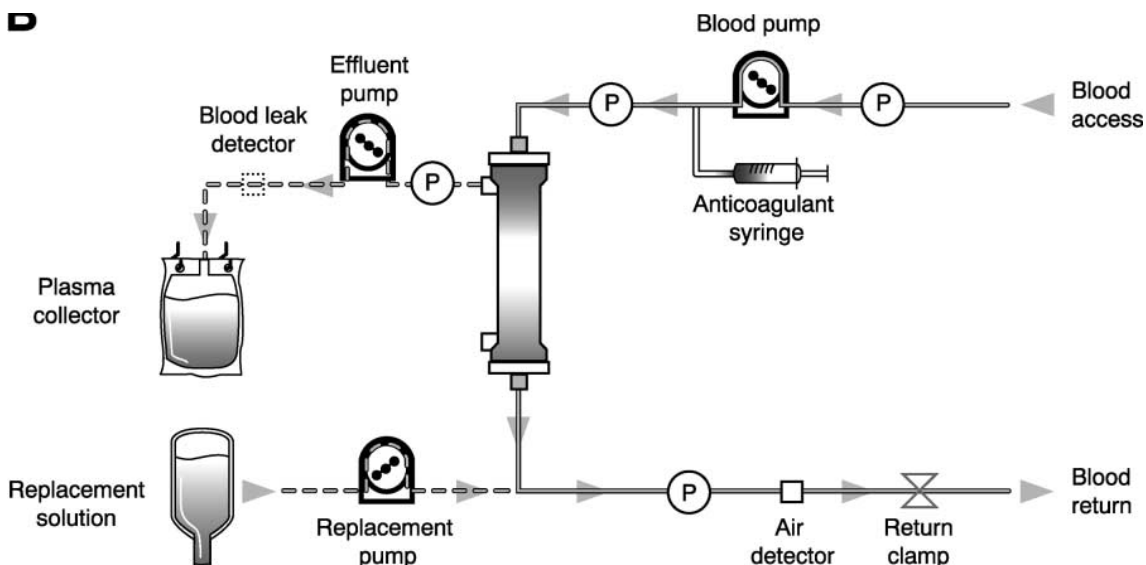 B
Blood pump
Effluent
pump
P
P
Blood
access
Blood leak
detector
P
Anticoagulant
syringe
Plasma
collector
Replacement
solution
Replacement
pump
P
Air
detector
Return
clamp
Blood
return